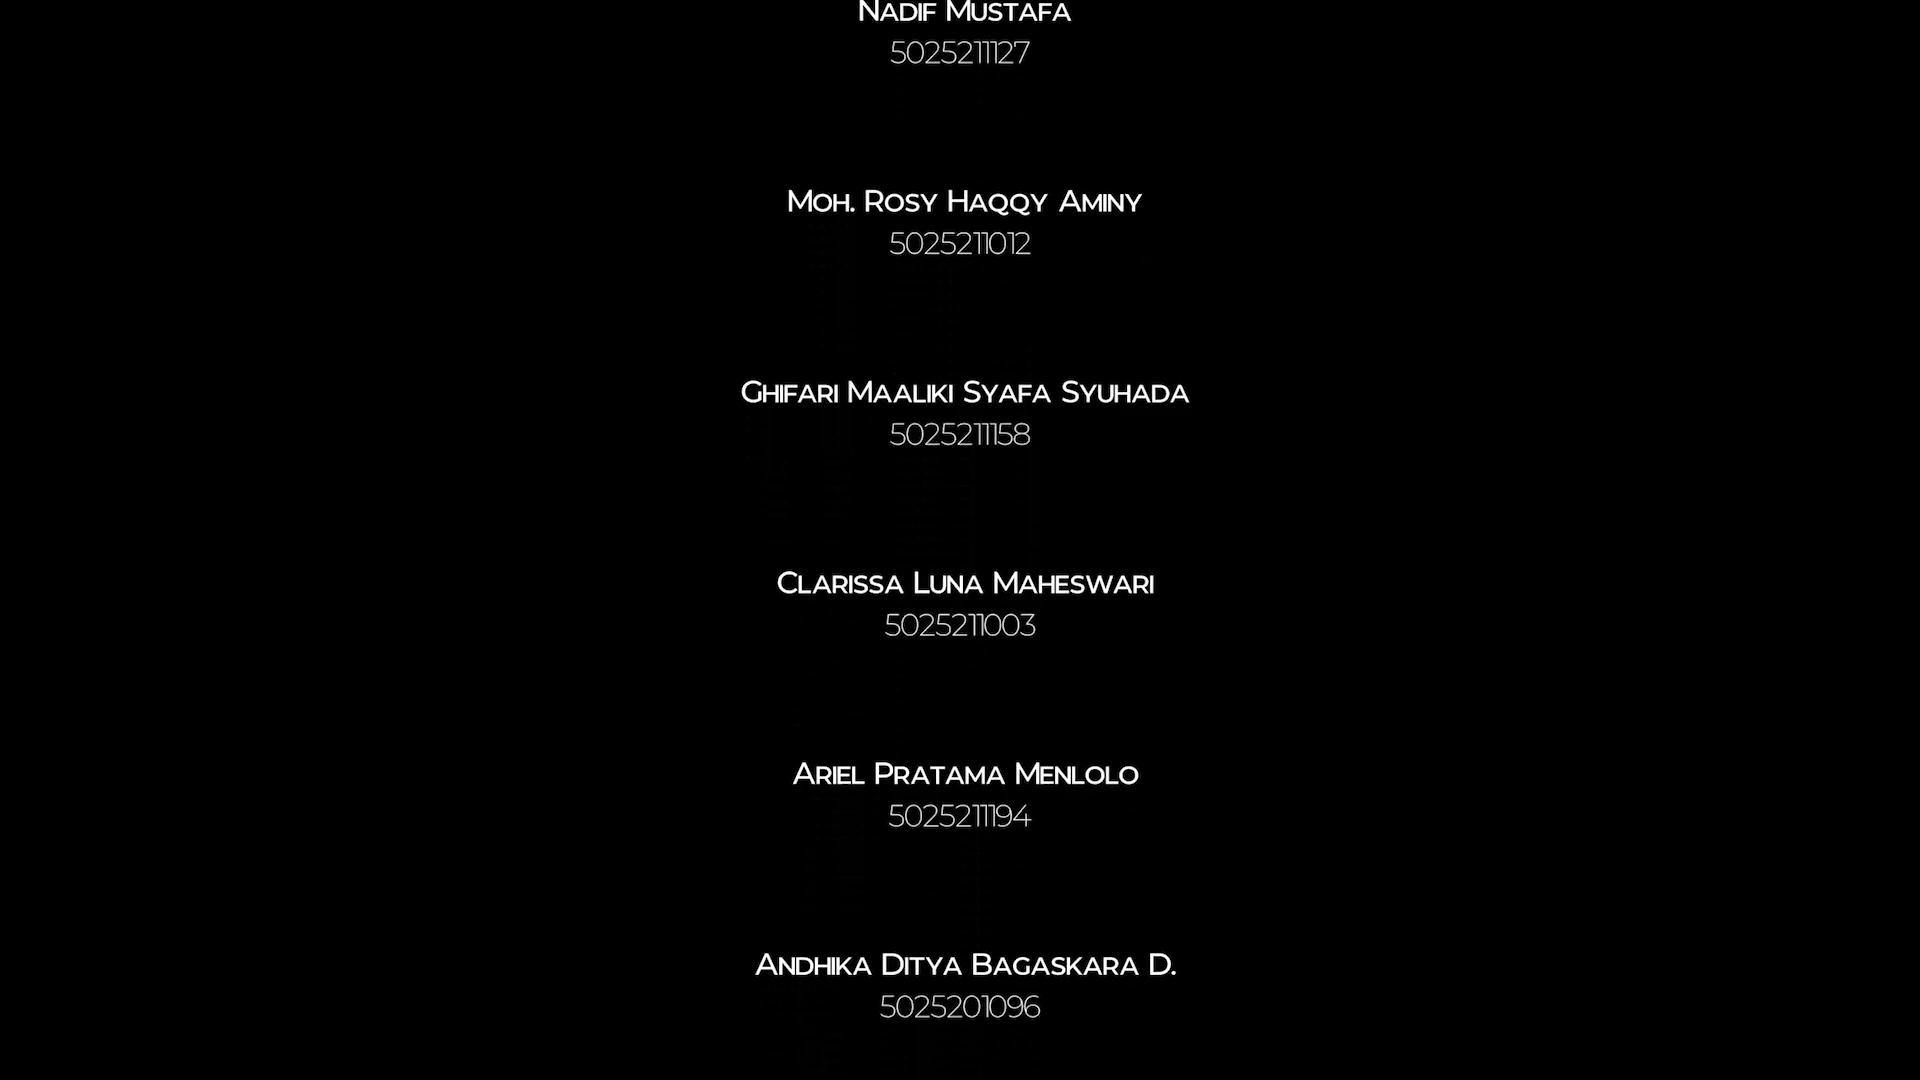 NADIF MUSTAFA
5025211127
MOH. ROSY HAQQY AMINY
5025211012
GHIFARI MAALIKI SYAFA SYUHADA
5025211158
CLARISSA LUNA MAHESWARI
5025211003
ARIEL PRATAMA MENLOLO
5025211194
ANDHIKA DITYA BAGASKARA D.
5025201096